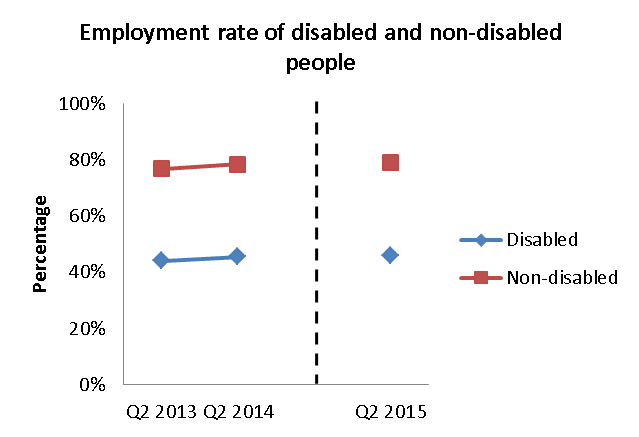 Employment rate of disabled and non-disabled
people
100%
80%
60%
40%
20%
0%
Percentage
Q2 2013 Q2 2014 Q2 2015
Disabled
Non-disabled